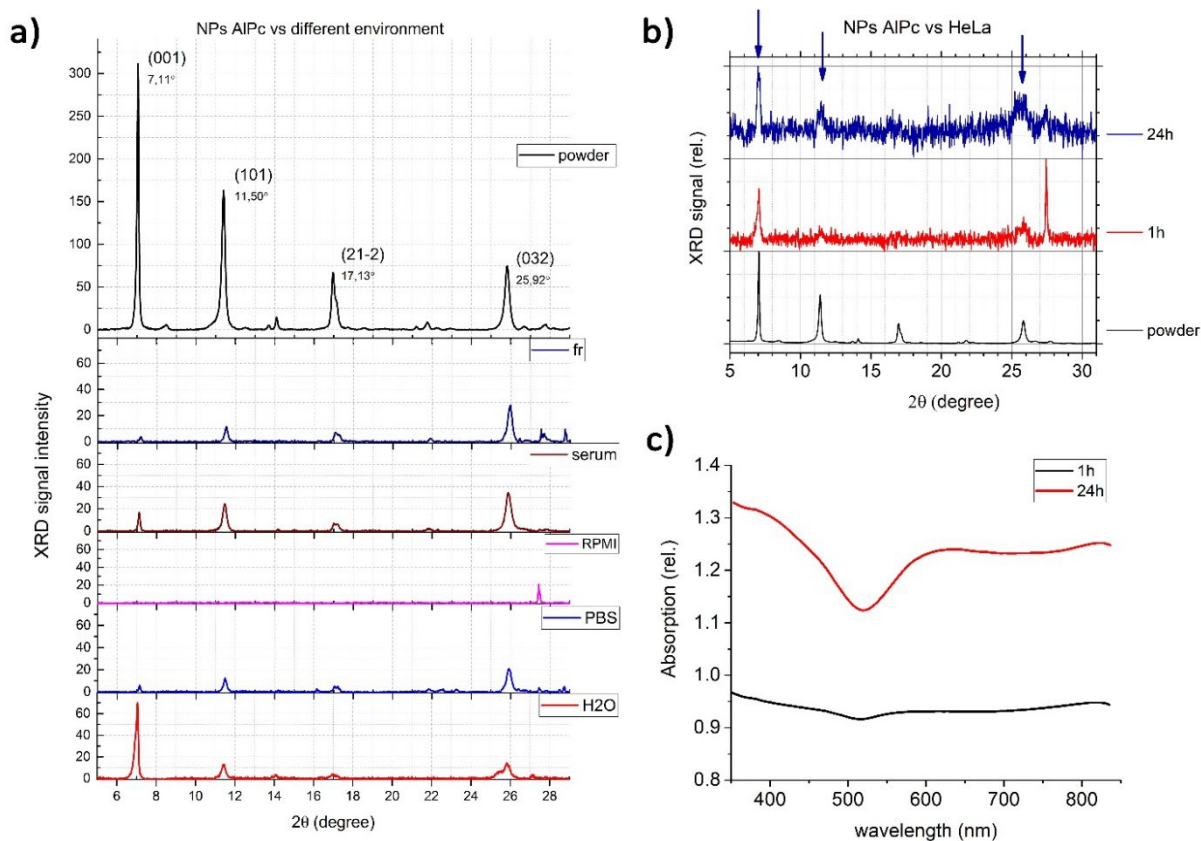 a)
NPs AlPc vs different environment
300
250
200
150
100
50
0
(001)
7,11°
(101)
11,50°
(21-2)
17,13°
(032)
25,92°
powder
60
40
20
0
fr
60
40
20
0
serum
60
40
20
0
RPMI
60
40
20
0
PBS
60
40
20
0
H2O
6 8 10 12 14 16 18 20 22 24 26 28
2θ (degree)
XRD signal intensity
b)
NPs AlPc vs HeLa
XRD signal (rel.)
24h
1h
powder
5 10 15 20 25 30
2θ (degree)
c)
1h
24h
1.4
1.3
1.2
1.1
1.0
0.9
0.8
Absorption (rel.)
400 500 600 700 800
wavelength (nm)